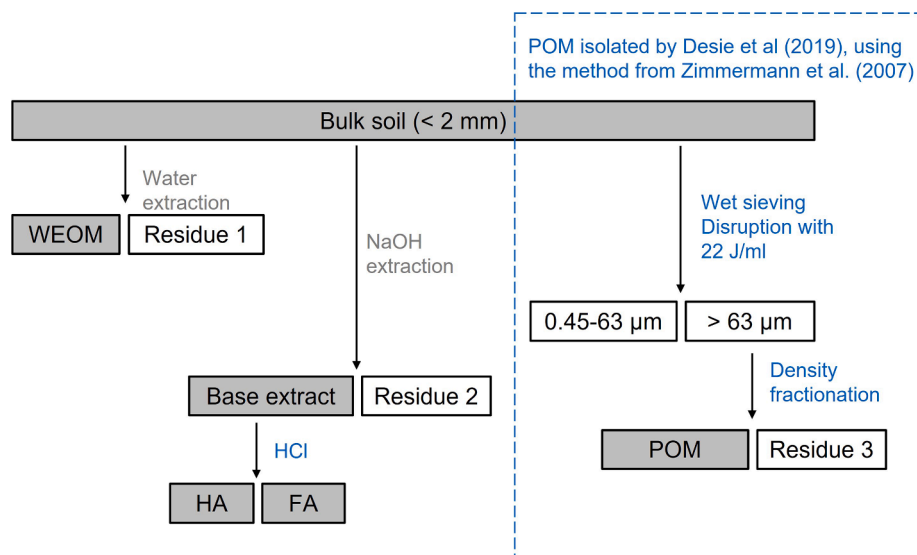 POM isolated by Desie et al (2019), using
the method from Zimmermann et al. (2007)
Bulk soil (< 2 mm)
Water
extraction
WEOM
Residue 1
NaOH
extraction
Wet sieving
Disruption with
22 J/ml
0.45-63 µm
> 63 µm
Base extract
Residue 2
Density
fractionation
HCl
POM
Residue 3
HA
FA